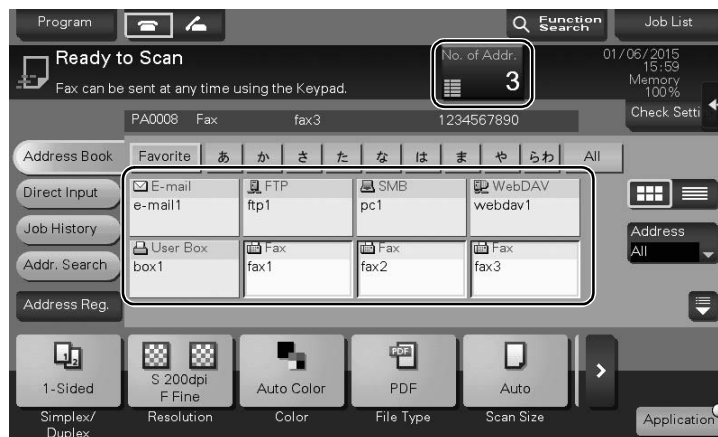 Program
Function
Search
Job List
Ready to Scan
Fax can be sent at any time using the Keypad.
No. of Addr.
3
01/06/2015
15:59
Memory
100%
Check Setti
PA0008 Fax fax3 1234567890
Address Book
Favorite あ か さ た な は ま や らわ All
Direct Input
Job History
Addr. Search
Address Reg.
E-mail FTP SMB WebDAV
e-mail1 ftp1 pc1 webdav1
User Box Fax Fax Fax
box1 fax1 fax2 fax3
Address
All
1 2
PDF
1-Sided S 200dpi Auto Color PDF Auto
F Fine
Simplex/ Resolution Color File Type Scan Size
Duplex
Application